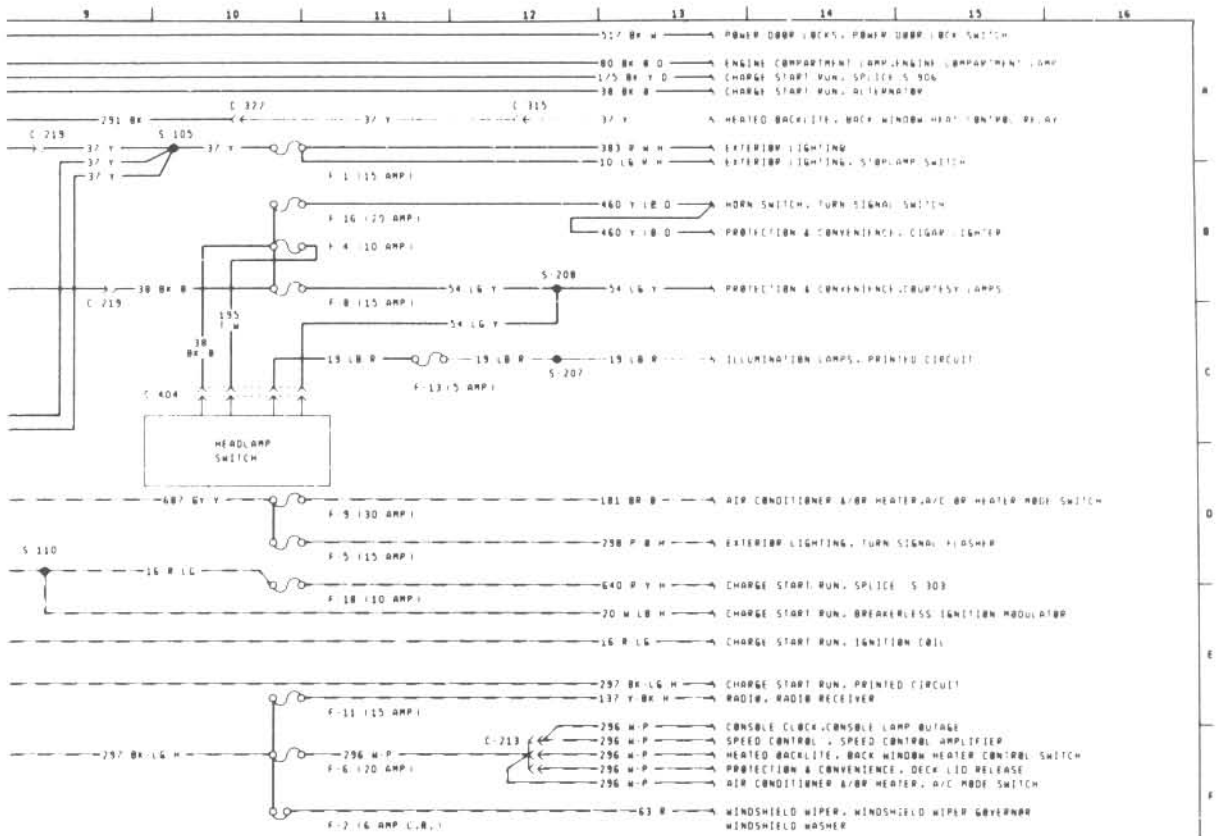 9 10 11 12 13 14 15 16
517 BK W POWER DOOR LOCKS, POWER DOOR LOCK SWITCH
80 BK O D ENGINE COMPARTMENT LAMP, ENGINE COMPARTMENT LAMP
175 BK Y D CHARGE START RUN, SPLICE S 906
38 BK O CHARGE START RUN, ALTERNATOR
A
C 327 C 315
291 BK 37 Y 37 Y HEATED BACKLITE, BACK WINDOW HEAT CONTROL RELAY
C 219 S 105
37 Y 37 Y 383 R W H EXTERIOR LIGHTING
37 Y 10 LG R H EXTERIOR LIGHTING, STOPLAMP SWITCH
37 Y
F 1 (15 AMP)
460 Y LB D HORN SWITCH, TURN SIGNAL SWITCH
F 16 (20 AMP)
B
460 Y LB D PROTECTION & CONVENIENCE, CIGAR LIGHTER
F 4 (10 AMP)
S-208
38 BK O 54 LG Y 54 LG Y PROTECTION & CONVENIENCE, COURTESY LAMPS
C-219 F 8 (15 AMP)
195 W
54 LG Y
38 BK O
19 LB R 19 LB R 19 LB R ILLUMINATION LAMPS, PRINTED CIRCUIT
C
F-13 (5 AMP) S-207
404
HEADLAMP
SWITCH
687 GY Y 181 BR O AIR CONDITIONER &/OR HEATER, A/C OR HEATER MODE SWITCH
D
F-9 (30 AMP)
298 P O H EXTERIOR LIGHTING, TURN SIGNAL FLASHER
S 110 F-5 (15 AMP)
16 R LG 640 R Y H CHARGE START RUN, SPLICE S 303
F 18 (10 AMP)
20 W LB H CHARGE START RUN, BREAKERLESS IGNITION MODULATOR
16 R LG CHARGE START RUN, IGNITION COIL
E
297 BK-LG H CHARGE START RUN, PRINTED CIRCUIT
137 Y BK H RADIO, RADIO RECEIVER
F-11 (15 AMP)
296 W-P CONSOLE CLOCK, CONSOLE LAMP OUTAGE
C-213 296 W-P SPEED CONTROL, SPEED CONTROL AMPLIFIER
297 BK-LG H 296 W-P 296 W-P HEATED BACKLITE, BACK WINDOW HEATER CONTROL SWITCH
F-6 (20 AMP) 296 W-P PROTECTION & CONVENIENCE, DECK LID RELEASE
296 W-P AIR CONDITIONER &/OR HEATER, A/C MODE SWITCH
F
63 R WINDSHIELD WIPER, WINDSHIELD WIPER GOVERNOR
F-2 (6 AMP C.B.) WINDSHIELD WASHER